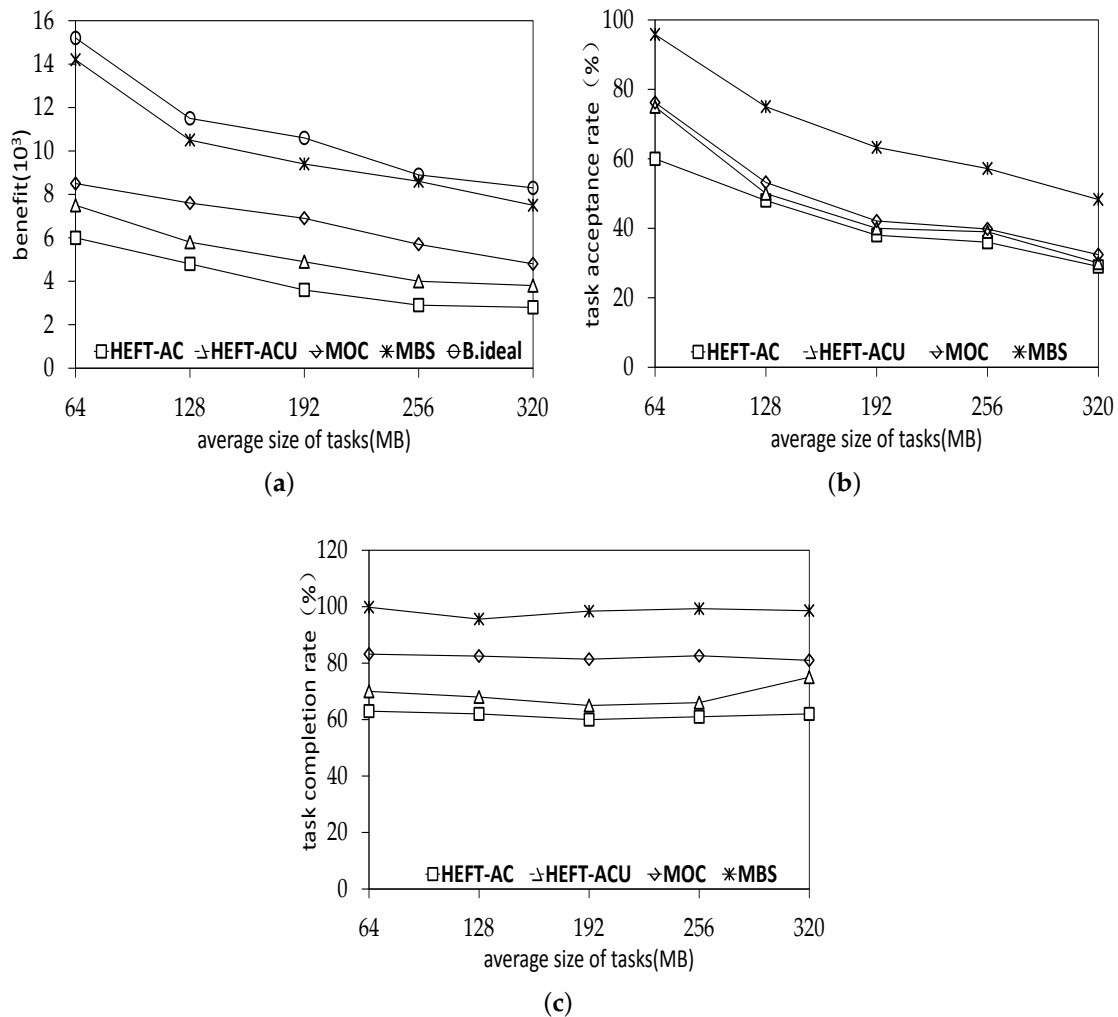 benefit(10³)
16
14
12
10
8
6
4
2
0
HEFT-AC HEFT-ACU MOC MBS B.ideal
64 128 192 256 320
average size of tasks(MB)
(a)
task acceptance rate（%）
100
80
60
40
20
0
HEFT-AC HEFT-ACU MOC MBS
64 128 192 256 320
average size of tasks(MB)
(b)
task completion rate（%）
120
100
80
60
40
20
0
HEFT-AC HEFT-ACU MOC MBS
64 128 192 256 320
average size of tasks(MB)
(c)